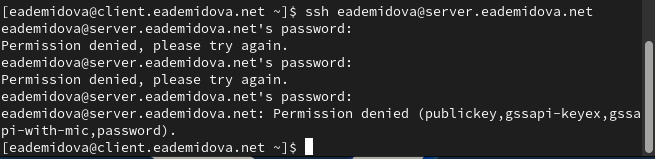 [eademidova@client.eademidova.net ~]$ ssh eademidova@server.eademidova.net
eademidova@server.eademidova.net's password:
Permission denied, please try again.
eademidova@server.eademidova.net's password:
Permission denied, please try again.
eademidova@server.eademidova.net's password:
eademidova@server.eademidova.net: Permission denied (publickey,gssapi-keyex,gssa
pi-with-mic,password).
[eademidova@client.eademidova.net ~]$